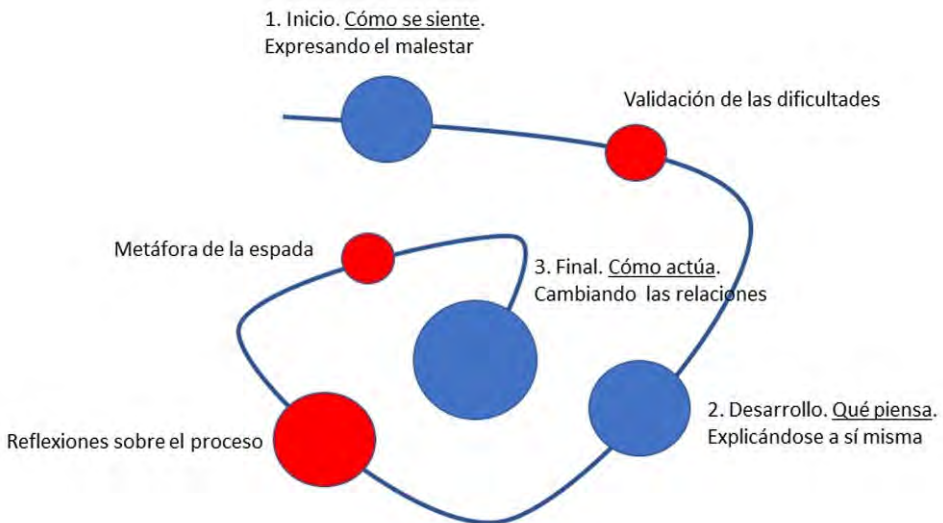 1. Inicio. Cómo se siente.
Expresando el malestar
Validación de las dificultades
Metáfora de la espada
3. Final. Cómo actúa.
Cambiando las relaciones
2. Desarrollo. Qué piensa.
Explicándose a sí misma
Reflexiones sobre el proceso